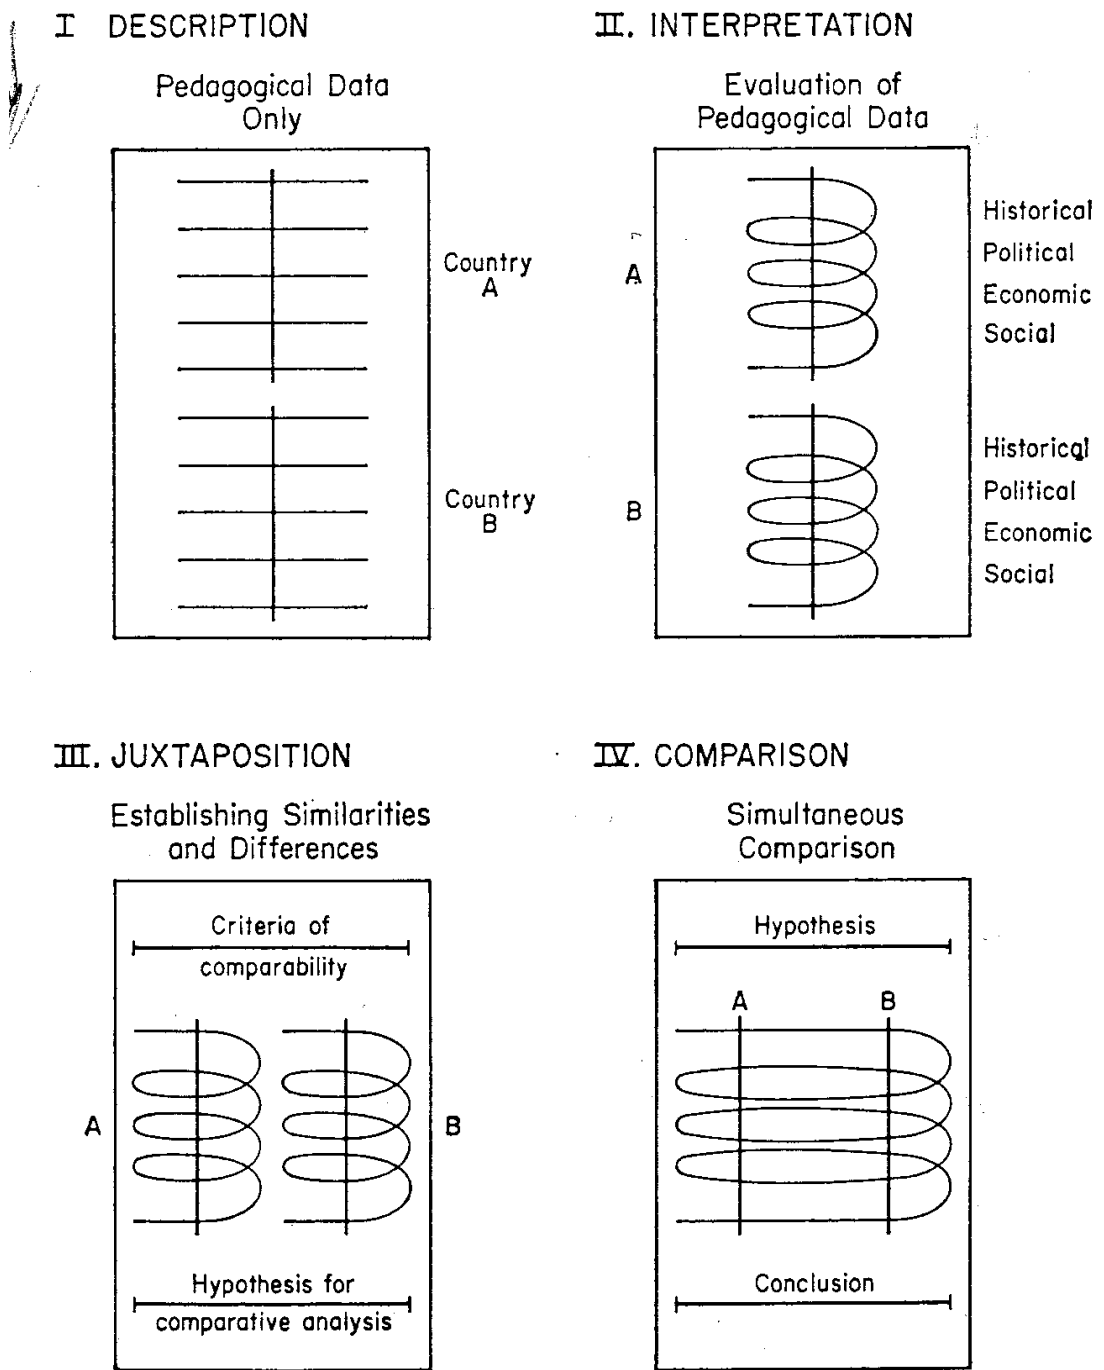 I DESCRIPTION
Pedagogical Data
Only
Country
A
Country
B
II. INTERPRETATION
Evaluation of
Pedagogical Data
A
Historical
Political
Economic
Social
B
Historical
Political
Economic
Social
III. JUXTAPOSITION
Establishing Similarities
and Differences
Criteria of
comparability
A
B
Hypothesis for
comparative analysis
IV. COMPARISON
Simultaneous
Comparison
Hypothesis
A B
Conclusion